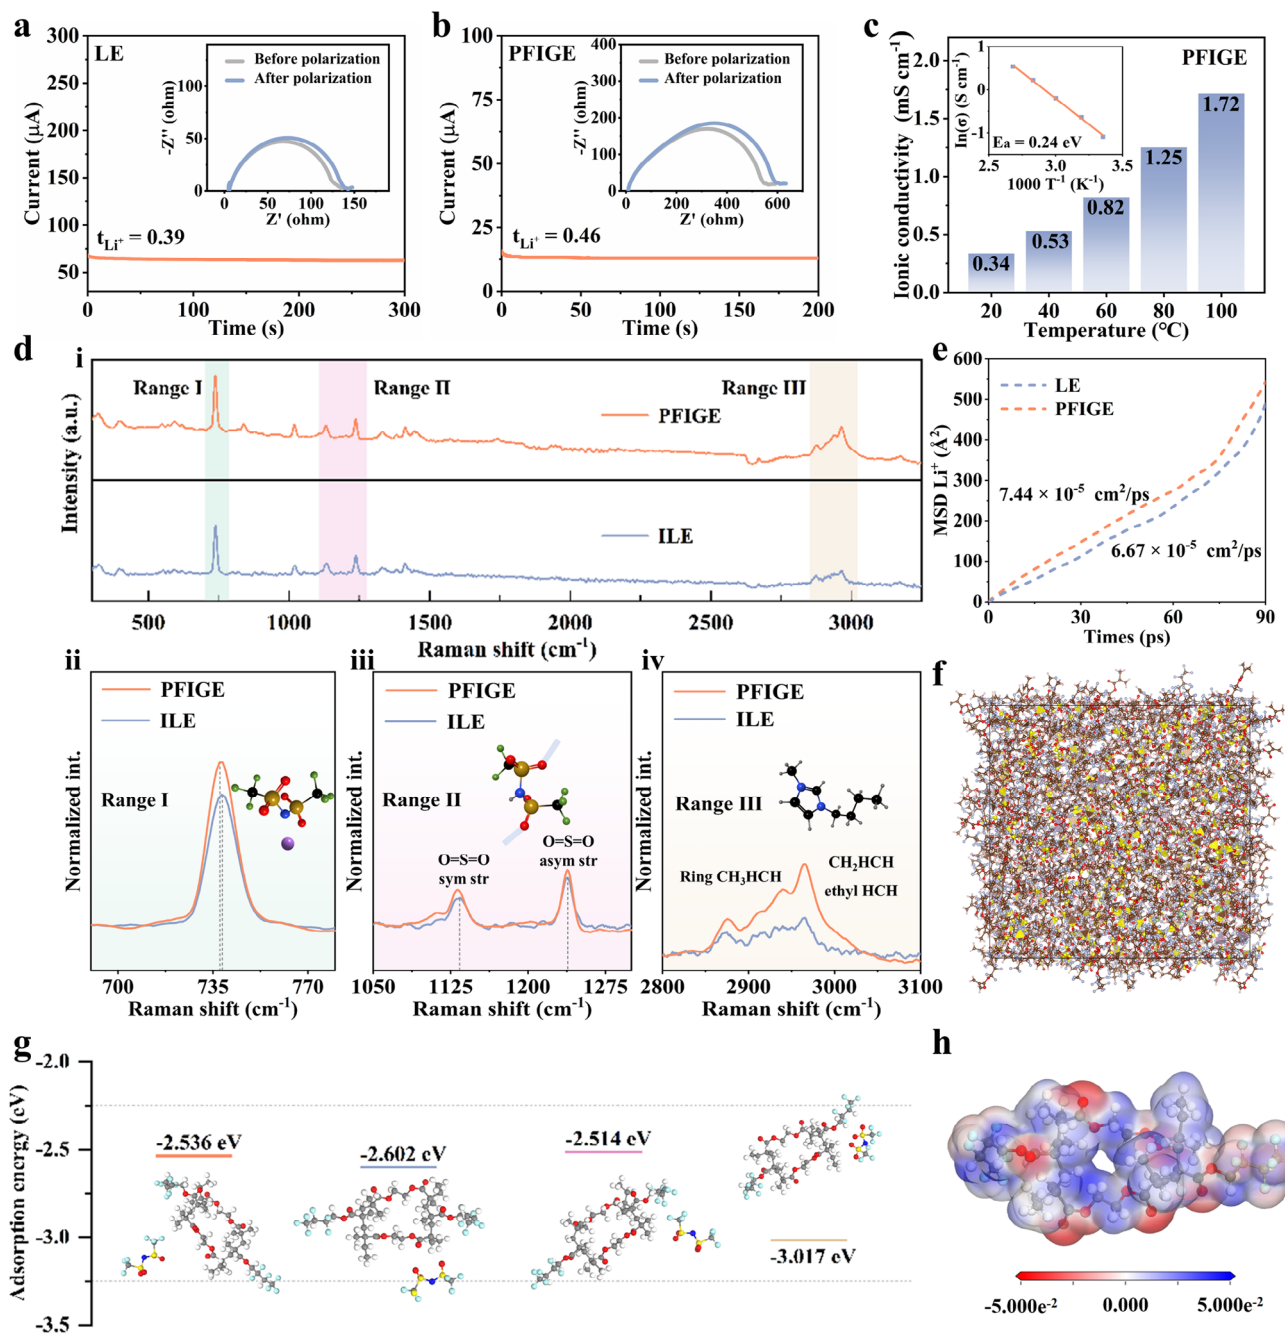 a
LE
300
250
200
150
100
50
Current (μA)
0
100
200
300
Time (s)
t_Li⁺ = 0.39
Before polarization
After polarization
100
50
0
-Z'' (ohm)
0
50
100
150
Z' (ohm)
b
PFIGE
100
75
50
25
0
Current (μA)
0
50
100
150
200
Time (s)
t_Li⁺ = 0.46
Before polarization
After polarization
400
300
200
100
0
-Z'' (ohm)
0
200
400
600
Z' (ohm)
c
PFIGE
2.0
1.5
1.0
0.5
0.0
Ionic conductivity (mS cm⁻¹)
0.34
0.53
0.82
1.25
1.72
20
40
60
80
100
Temperature (℃)
1
0
-1
ln(σ) (S cm⁻¹)
Ea = 0.24 eV
2.5
3.0
3.5
1000 T⁻¹ (K⁻¹)
d
i
Range I
Range II
Range III
PFIGE
ILE
Intensity (a.u.)
500
1000
1500
2000
2500
3000
Raman shift (cm⁻¹)
e
600
500
400
300
200
100
0
MSD Li⁺ (Å²)
LE
PFIGE
7.44 × 10⁻⁵ cm²/ps
6.67 × 10⁻⁵ cm²/ps
0
30
60
90
Times (ps)
ii
PFIGE
ILE
Range I
Normalized int.
700
735
770
Raman shift (cm⁻¹)
iii
PFIGE
ILE
Range II
O=S=O
sym str
O=S=O
asym str
Normalized int.
1050
1125
1200
1275
Raman shift (cm⁻¹)
iv
PFIGE
ILE
Range III
Ring CH₃HCH
CH₂HCH
ethyl HCH
Normalized int.
2800
2900
3000
3100
Raman shift (cm⁻¹)
f
g
-2.0
-2.5
-3.0
-3.5
Adsorption energy (eV)
-2.536 eV
-2.602 eV
-2.514 eV
-3.017 eV
h
-5.000e⁻²
0.000
5.000e⁻²